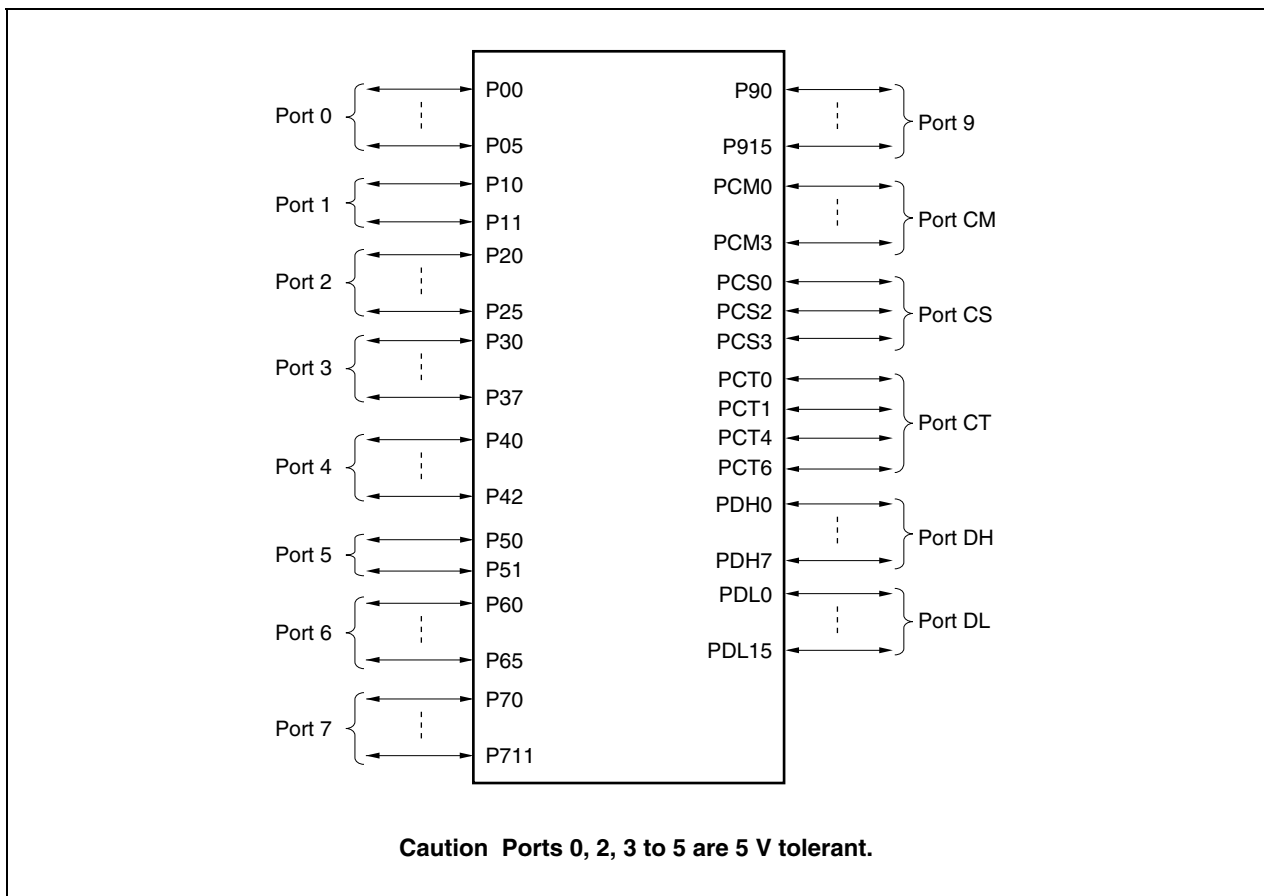 Port 0
P00
P05
Port 1
P10
P11
Port 2
P20
P25
Port 3
P30
P37
Port 4
P40
P42
Port 5
P50
P51
Port 6
P60
P65
Port 7
P70
P711
P90
P915
Port 9
PCM0
PCM3
Port CM
PCS0
PCS2
PCS3
Port CS
PCT0
PCT1
PCT4
PCT6
Port CT
PDH0
PDH7
Port DH
PDL0
PDL15
Port DL
Caution Ports 0, 2, 3 to 5 are 5 V tolerant.